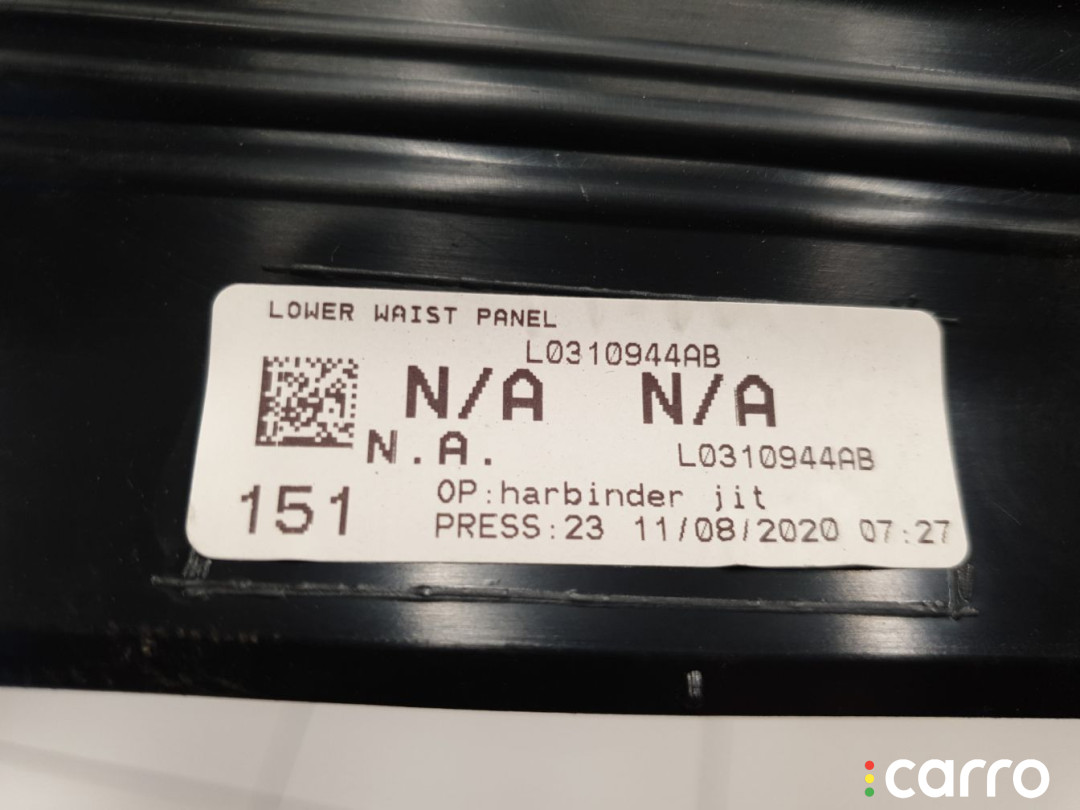 LOWER WAIST PANEL
L0310944AB
N/A N/A
N.A. L0310944AB
151 OP:harbinder jit
PRESS:23 11/08/2020 07:27
carro